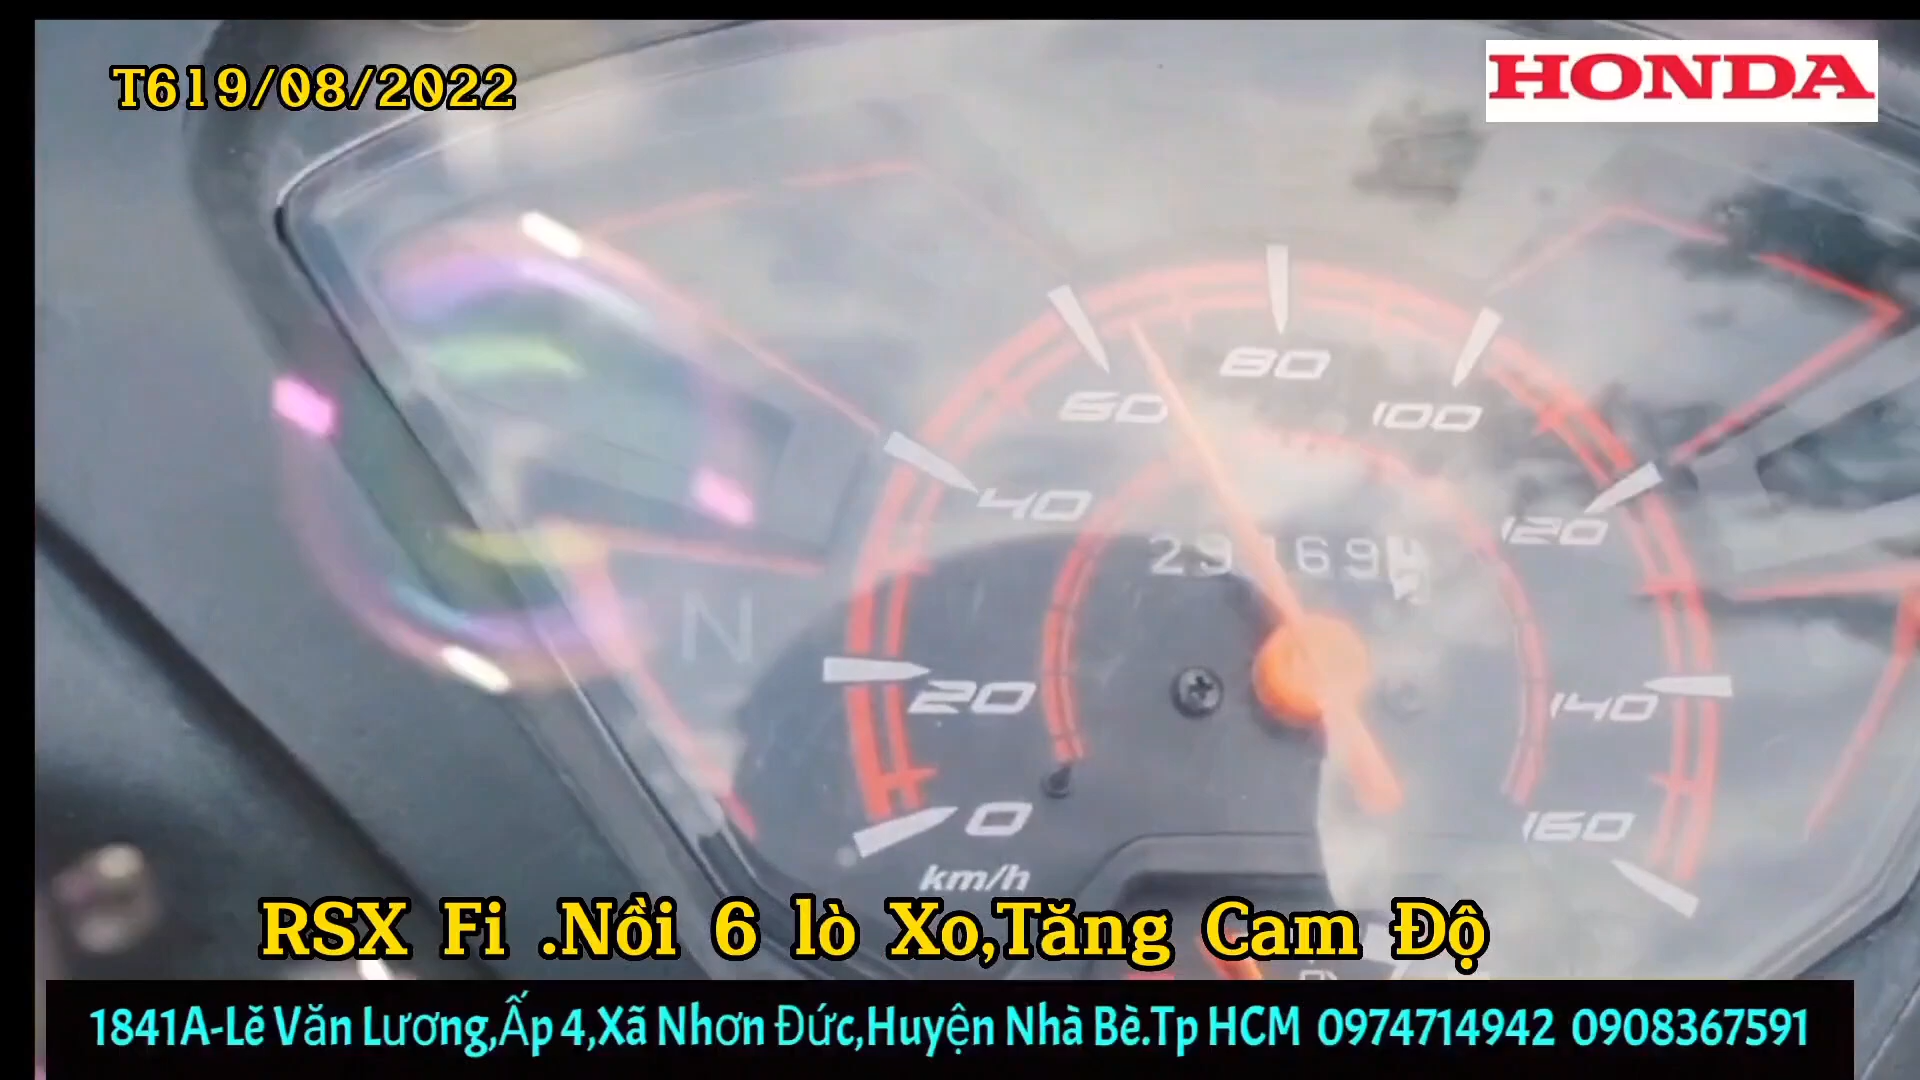 T619/08/2022
HONDA
80
60
100
40
120
N
20
140
0
160
km/h
RSX Fi .Nồi 6 lò Xo,Tăng Cam Độ
1841A-Lê Văn Lương,Ấp 4,Xã Nhơn Đức,Huyện Nhà Bè.Tp HCM 0974714942 0908367591